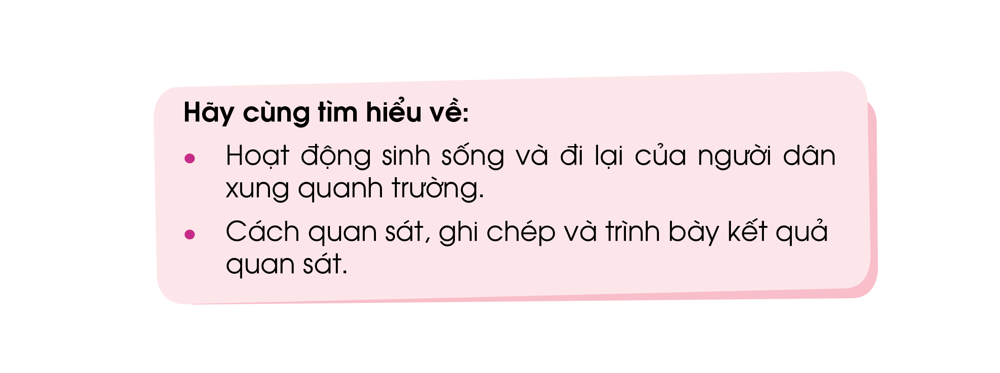 Hãy cùng tìm hiểu về:
• Hoạt động sinh sống và đi lại của người dân
xung quanh trường.
• Cách quan sát, ghi chép và trình bày kết quả
quan sát.